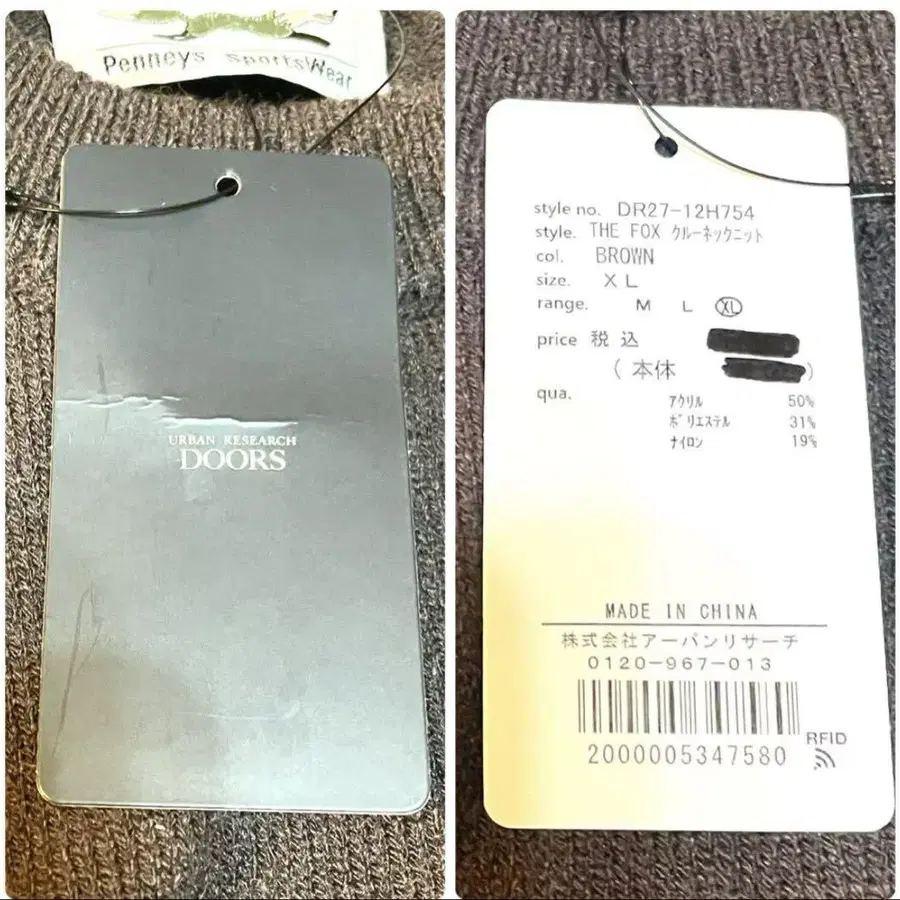 Penneys sportsWear
URBAN RESEARCH
DOORS
style no. DR27-12H754
style. THE FOX クルーネックニット
col. BROWN
size. XL
range. M L XL
price 税込
(本体 )
qua. アクリル 50%
ポリエステル 31%
ナイロン 19%
MADE IN CHINA
株式会社アーバンリサーチ
0120-967-013
2000005347580
RFID